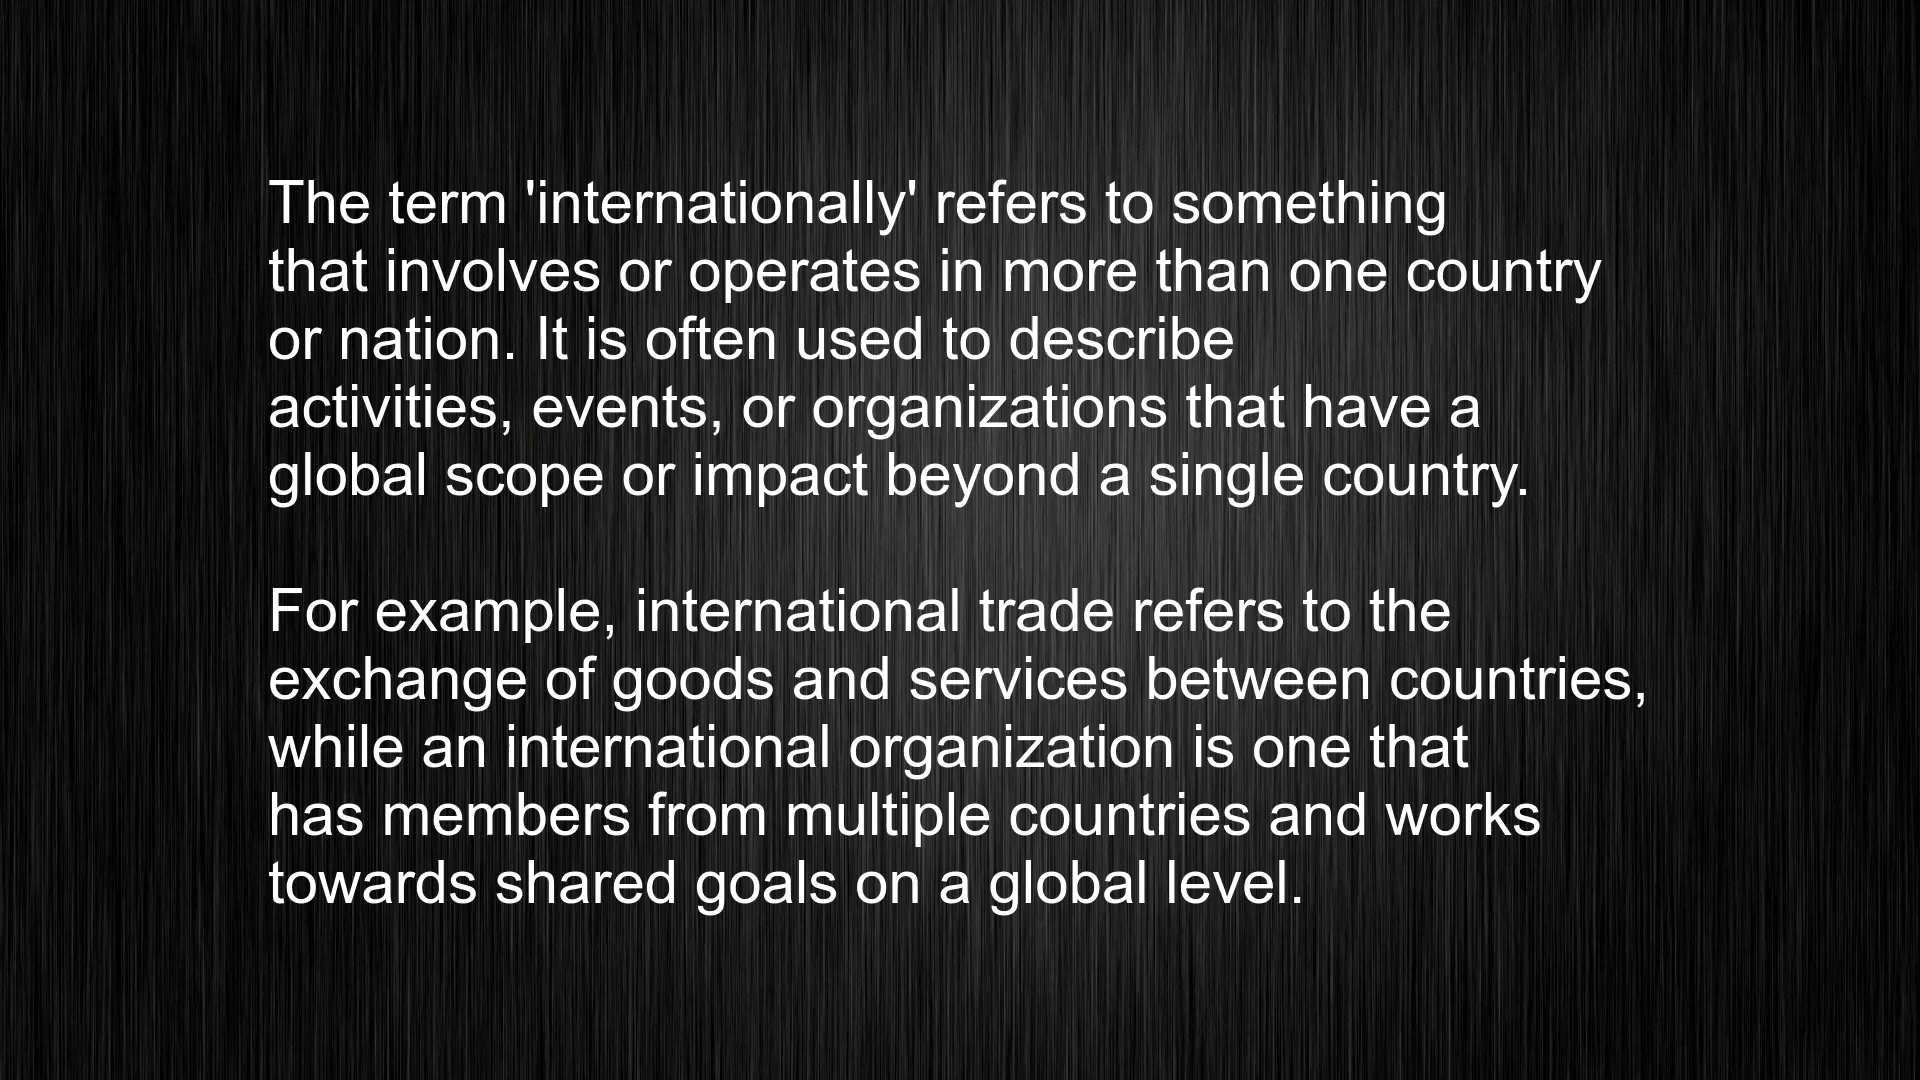 The term 'internationally' refers to something
that involves or operates in more than one country
or nation. It is often used to describe
activities, events, or organizations that have a
global scope or impact beyond a single country.
For example, international trade refers to the
exchange of goods and services between countries,
while an international organization is one that
has members from multiple countries and works
towards shared goals on a global level.